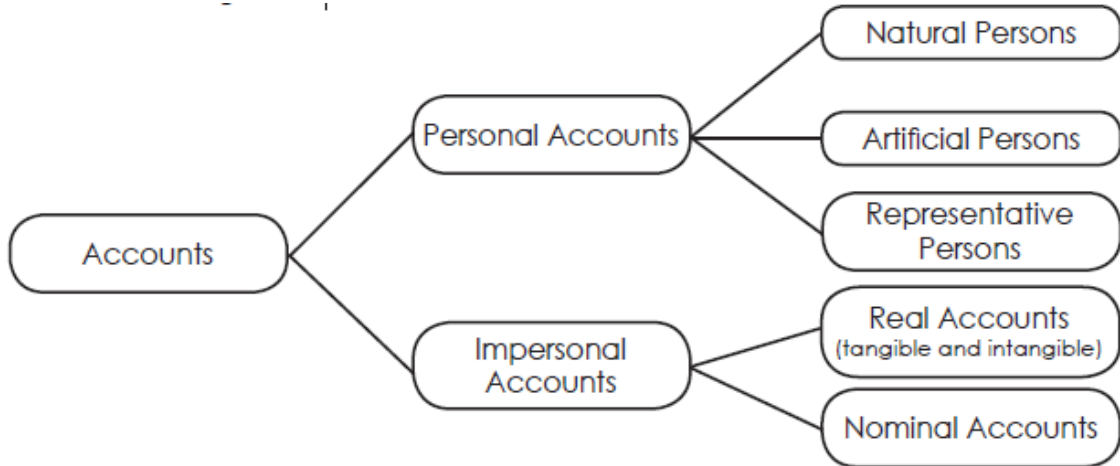 Natural Persons
Personal Accounts
Artificial Persons
Representative
Persons
Accounts
Real Accounts
(tangible and intangible)
Impersonal
Accounts
Nominal Accounts